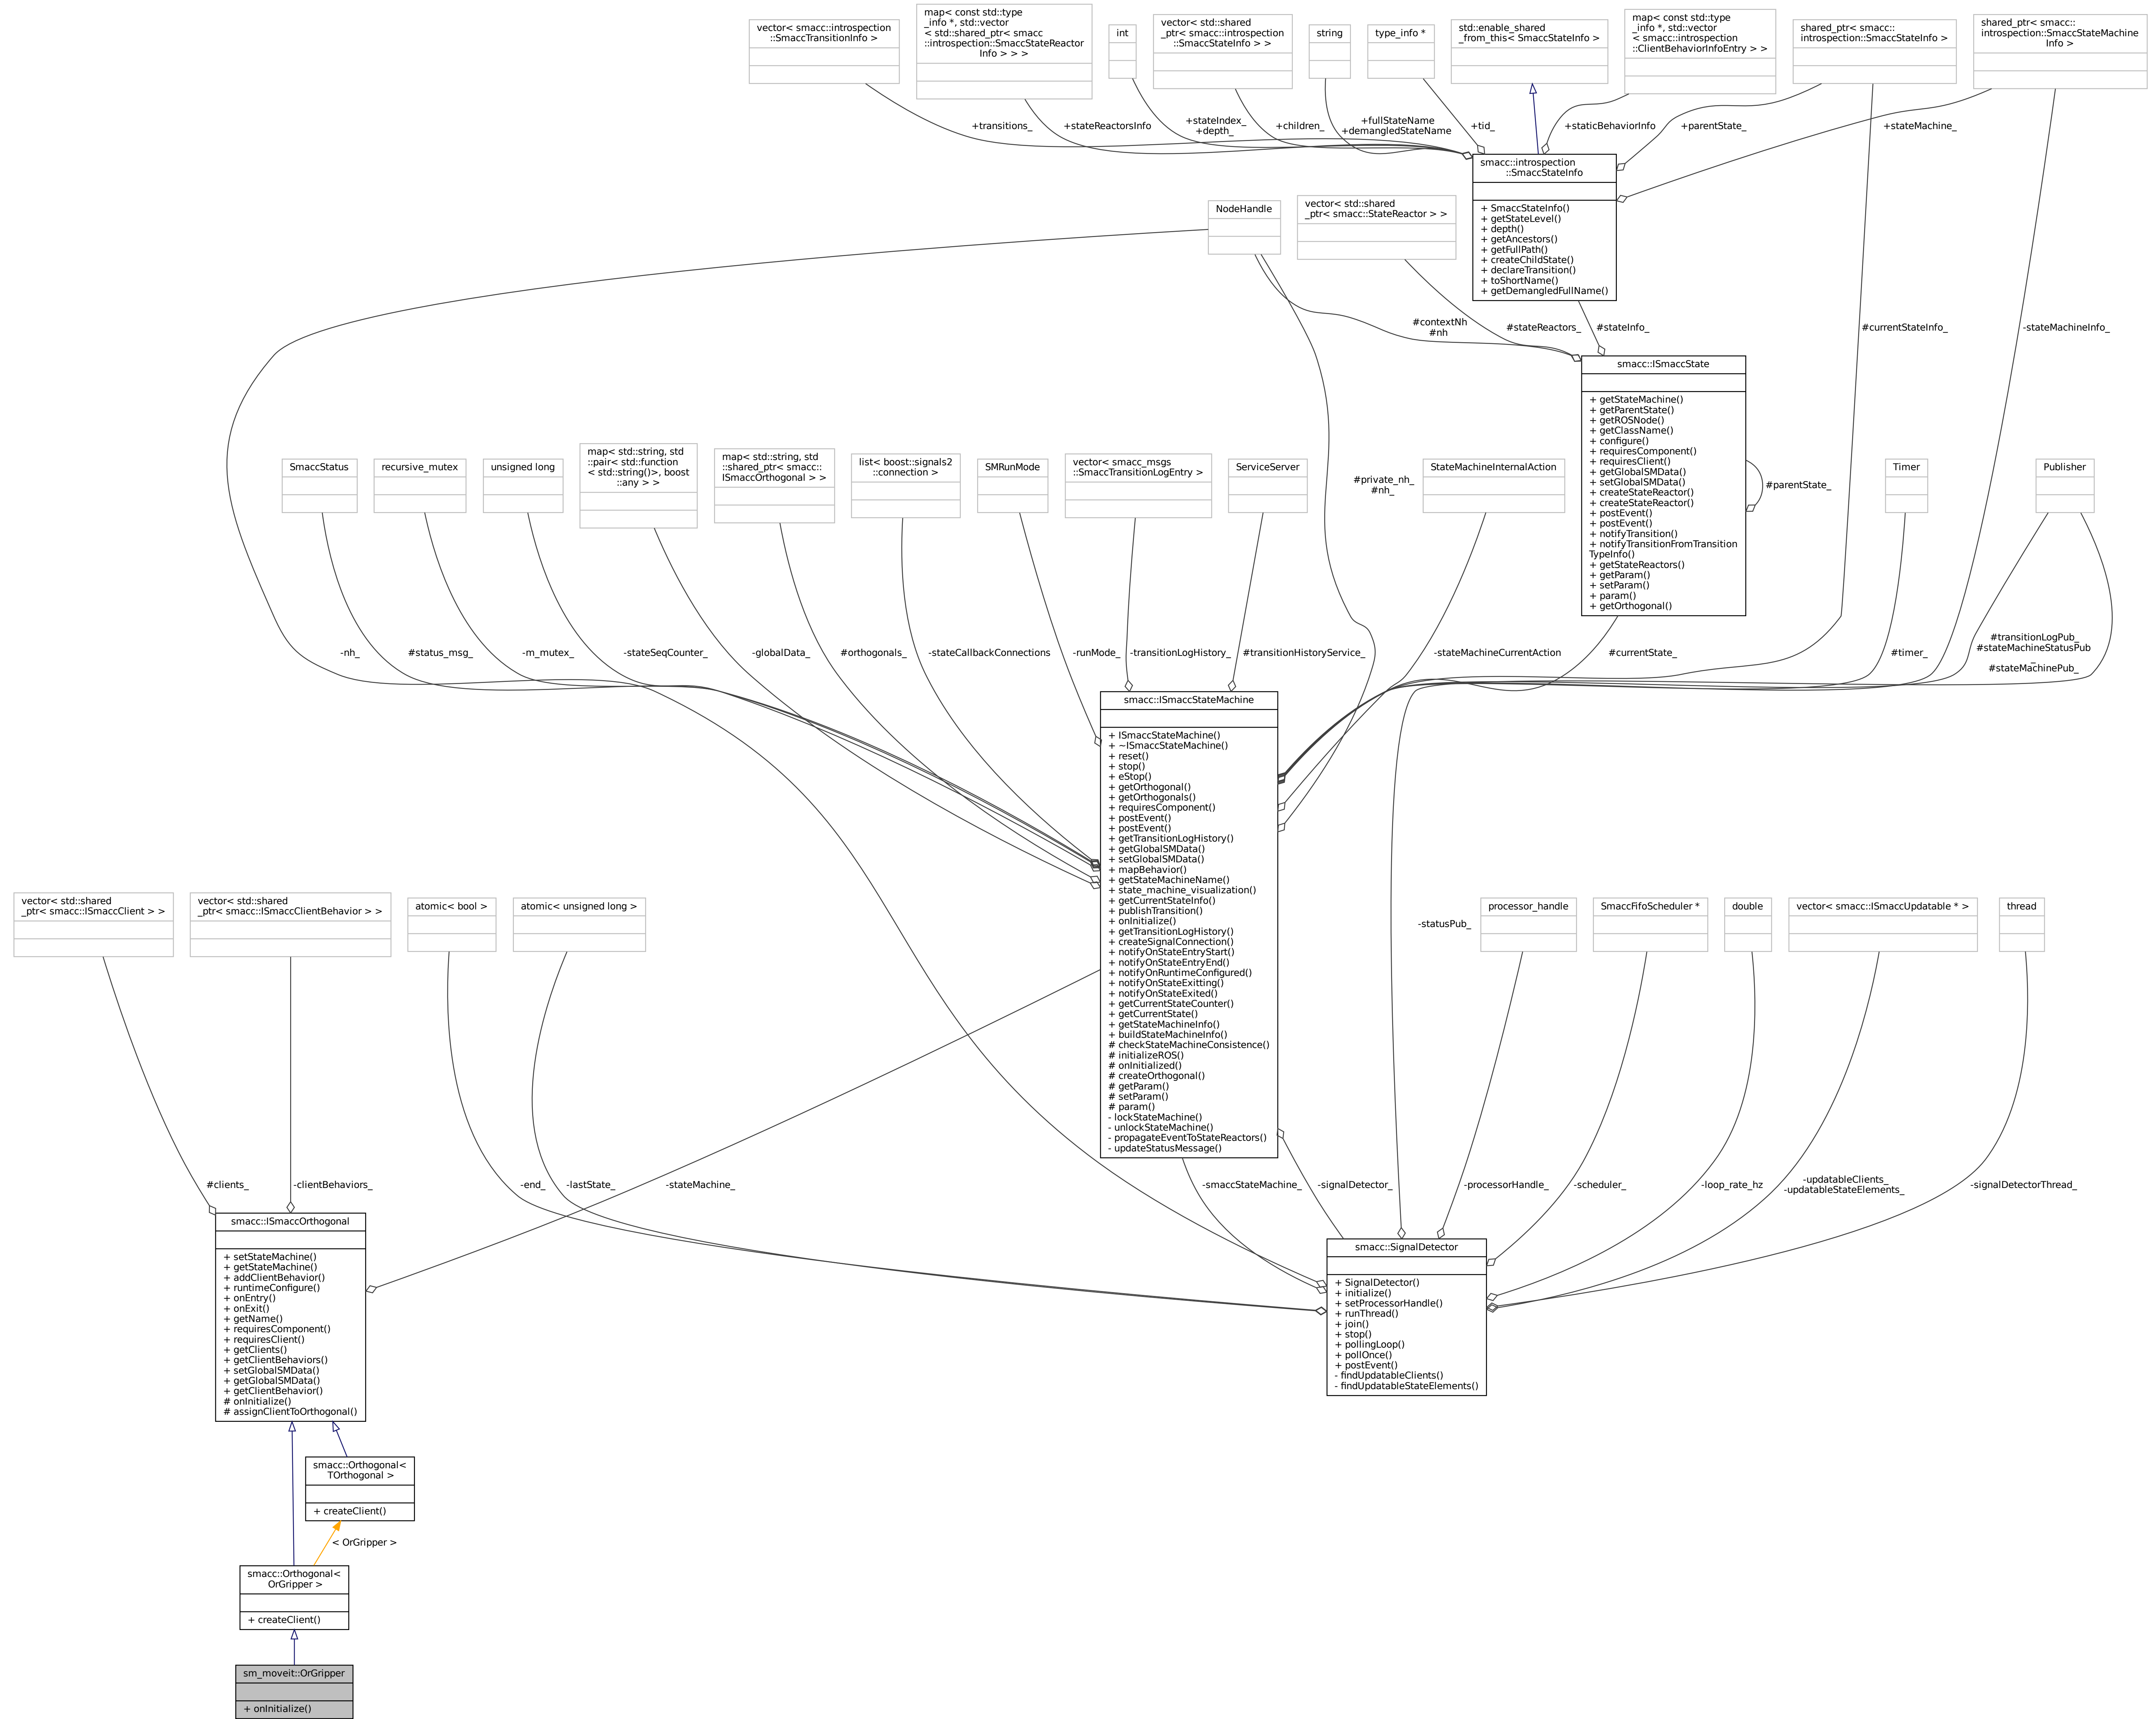 vector< smacc::introspection
::SmaccTransitionInfo >
map< const std::type
_info *, std::vector
< std::shared_ptr< smacc
::introspection::SmaccStateReactor
Info > > >
int
vector< std::shared
_ptr< smacc::introspection
::SmaccStateInfo > >
string
type_info *
std::enable_shared
_from_this< SmaccStateInfo >
map< const std::type
_info *, std::vector
< smacc::introspection
::ClientBehaviorInfoEntry > >
shared_ptr< smacc::
introspection::SmaccStateInfo >
shared_ptr< smacc::
introspection::SmaccStateMachine
Info >
+transitions_
+stateReactorsInfo
+stateIndex_
+depth_
+children_
+fullStateName
+demangledStateName
+tid_
+staticBehaviorInfo
+parentState_
+stateMachine_
smacc::introspection
::SmaccStateInfo
+ SmaccStateInfo()
+ getStateLevel()
+ depth()
+ getAncestors()
+ getFullPath()
+ createChildState()
+ declareTransition()
+ toShortName()
+ getDemangledFullName()
NodeHandle
vector< std::shared
_ptr< smacc::StateReactor > >
#contextNh
#nh
#stateReactors_
#stateInfo_
#currentStateInfo_
-stateMachineInfo_
smacc::ISmaccState
+ getStateMachine()
+ getParentState()
+ getROSNode()
+ getClassName()
+ configure()
+ requiresComponent()
+ requiresClient()
+ getGlobalSMData()
+ setGlobalSMData()
+ createStateReactor()
+ createStateReactor()
+ postEvent()
+ postEvent()
+ notifyTransition()
+ notifyTransitionFromTransition
TypeInfo()
+ getStateReactors()
+ getParam()
+ setParam()
+ param()
+ getOrthogonal()
#parentState_
SmaccStatus
recursive_mutex
unsigned long
map< std::string, std
::pair< std::function
< std::string()>, boost
::any > >
map< std::string, std
::shared_ptr< smacc::
ISmaccOrthogonal > >
list< boost::signals2
::connection >
SMRunMode
vector< smacc_msgs
::SmaccTransitionLogEntry >
ServiceServer
#private_nh_
#nh_
StateMachineInternalAction
Timer
Publisher
-nh_
#status_msg_
-m_mutex_
-stateSeqCounter_
-globalData_
#orthogonals_
-stateCallbackConnections
-runMode_
-transitionLogHistory_
#transitionHistoryService_
-stateMachineCurrentAction
#currentState_
#timer_
#transitionLogPub_
#stateMachineStatusPub
_
#stateMachinePub_
smacc::ISmaccStateMachine
+ ISmaccStateMachine()
+ ~ISmaccStateMachine()
+ reset()
+ stop()
+ eStop()
+ getOrthogonal()
+ getOrthogonals()
+ requiresComponent()
+ postEvent()
+ postEvent()
+ getTransitionLogHistory()
+ getGlobalSMData()
+ setGlobalSMData()
+ mapBehavior()
+ getStateMachineName()
+ state_machine_visualization()
+ getCurrentStateInfo()
+ publishTransition()
+ onInitialize()
+ getTransitionLogHistory()
+ createSignalConnection()
+ notifyOnStateEntryStart()
+ notifyOnStateEntryEnd()
+ notifyOnRuntimeConfigured()
+ notifyOnStateExitting()
+ notifyOnStateExited()
+ getCurrentStateCounter()
+ getCurrentState()
+ getStateMachineInfo()
+ buildStateMachineInfo()
# checkStateMachineConsistence()
# initializeROS()
# onInitialized()
# createOrthogonal()
# getParam()
# setParam()
# param()
- lockStateMachine()
- unlockStateMachine()
- propagateEventToStateReactors()
- updateStatusMessage()
vector< std::shared
_ptr< smacc::ISmaccClient > >
vector< std::shared
_ptr< smacc::ISmaccClientBehavior > >
atomic< bool >
atomic< unsigned long >
-statusPub_
processor_handle
SmaccFifoScheduler *
double
vector< smacc::ISmaccUpdatable * >
thread
#clients_
-clientBehaviors_
-end_
-lastState_
-stateMachine_
-smaccStateMachine_
-signalDetector_
-processorHandle_
-scheduler_
-loop_rate_hz
-updatableClients_
-updatableStateElements_
-signalDetectorThread_
smacc::ISmaccOrthogonal
+ setStateMachine()
+ getStateMachine()
+ addClientBehavior()
+ runtimeConfigure()
+ onEntry()
+ onExit()
+ getName()
+ requiresComponent()
+ requiresClient()
+ getClients()
+ getClientBehaviors()
+ setGlobalSMData()
+ getGlobalSMData()
+ getClientBehavior()
# onInitialize()
# assignClientToOrthogonal()
smacc::SignalDetector
+ SignalDetector()
+ initialize()
+ setProcessorHandle()
+ runThread()
+ join()
+ stop()
+ pollingLoop()
+ pollOnce()
+ postEvent()
- findUpdatableClients()
- findUpdatableStateElements()
smacc::Orthogonal<
TOrthogonal >
+ createClient()
< OrGripper >
smacc::Orthogonal<
OrGripper >
+ createClient()
sm_moveit::OrGripper
+ onInitialize()